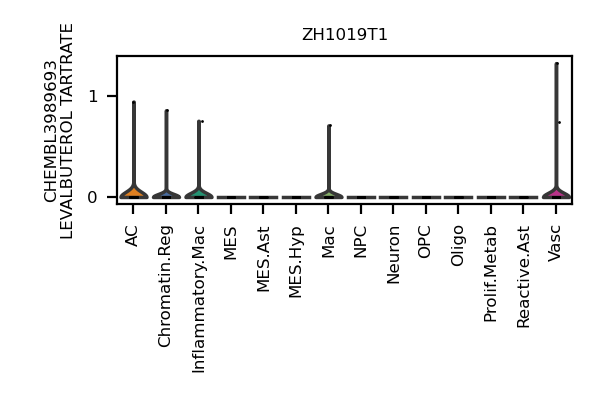 ZH1019T1
CHEMBL3989693
LEVALBUTEROL TARTRATE
1
0
AC
Chromatin.Reg
Inflammatory.Mac
MES
MES.Ast
MES.Hyp
Mac
NPC
Neuron
OPC
Oligo
Prolif.Metab
Reactive.Ast
Vasc